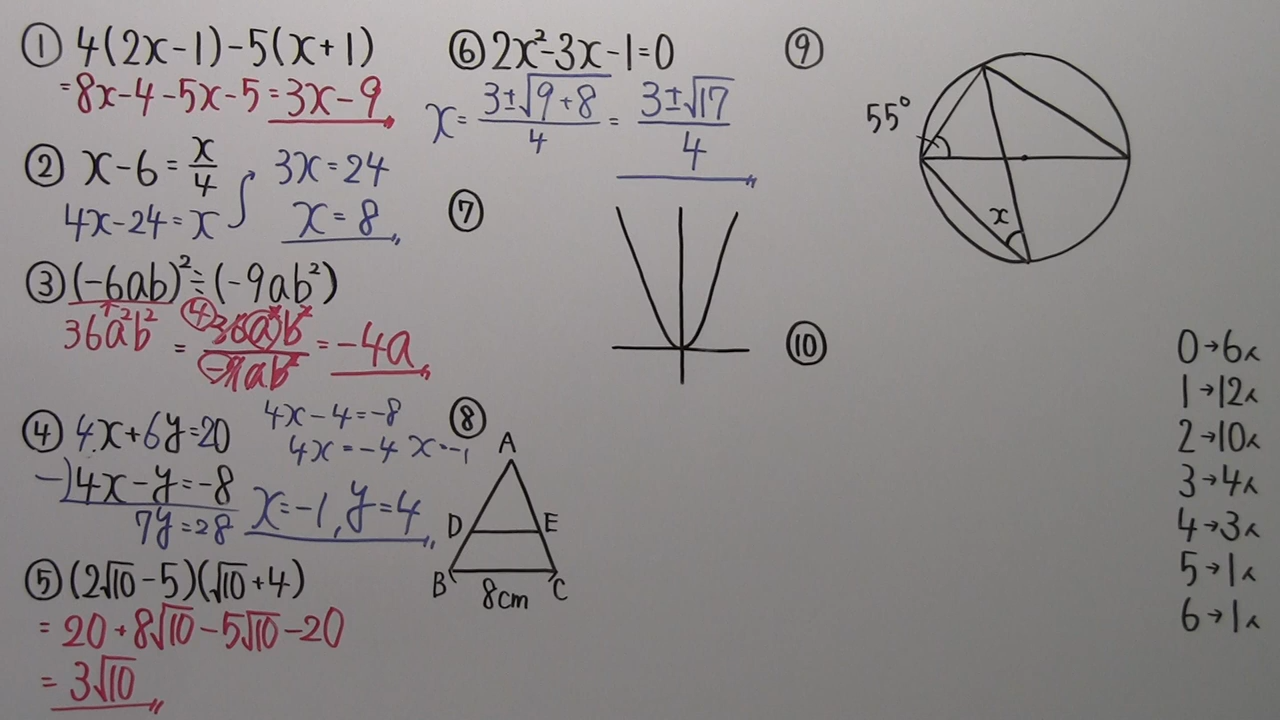 ① 4(2x-1)-5(x+1)
=8x-4-5x-5=3x-9
② x-6=x/4
4x-24=x
3x=24
x=8
③ (-6ab)²÷(-9ab²)
36a²b² = 36a²b²/-9ab² = -4a
④
④ 4x+6y=20
-)4x-y=-8
7y=28
4x-4=-8
4x=-4 x=-1
x=-1, y=4
⑤ (2√10-5)(√10+4)
=20+8√10-5√10-20
=3√10
⑥ 2x²-3x-1=0
x=3±√9+8/4=3±√17/4
⑦
⑧
A
D E
B C
8cm
⑨
55°
x
⑩
0→6人
1→12人
2→10人
3→4人
4→3人
5→1人
6→1人